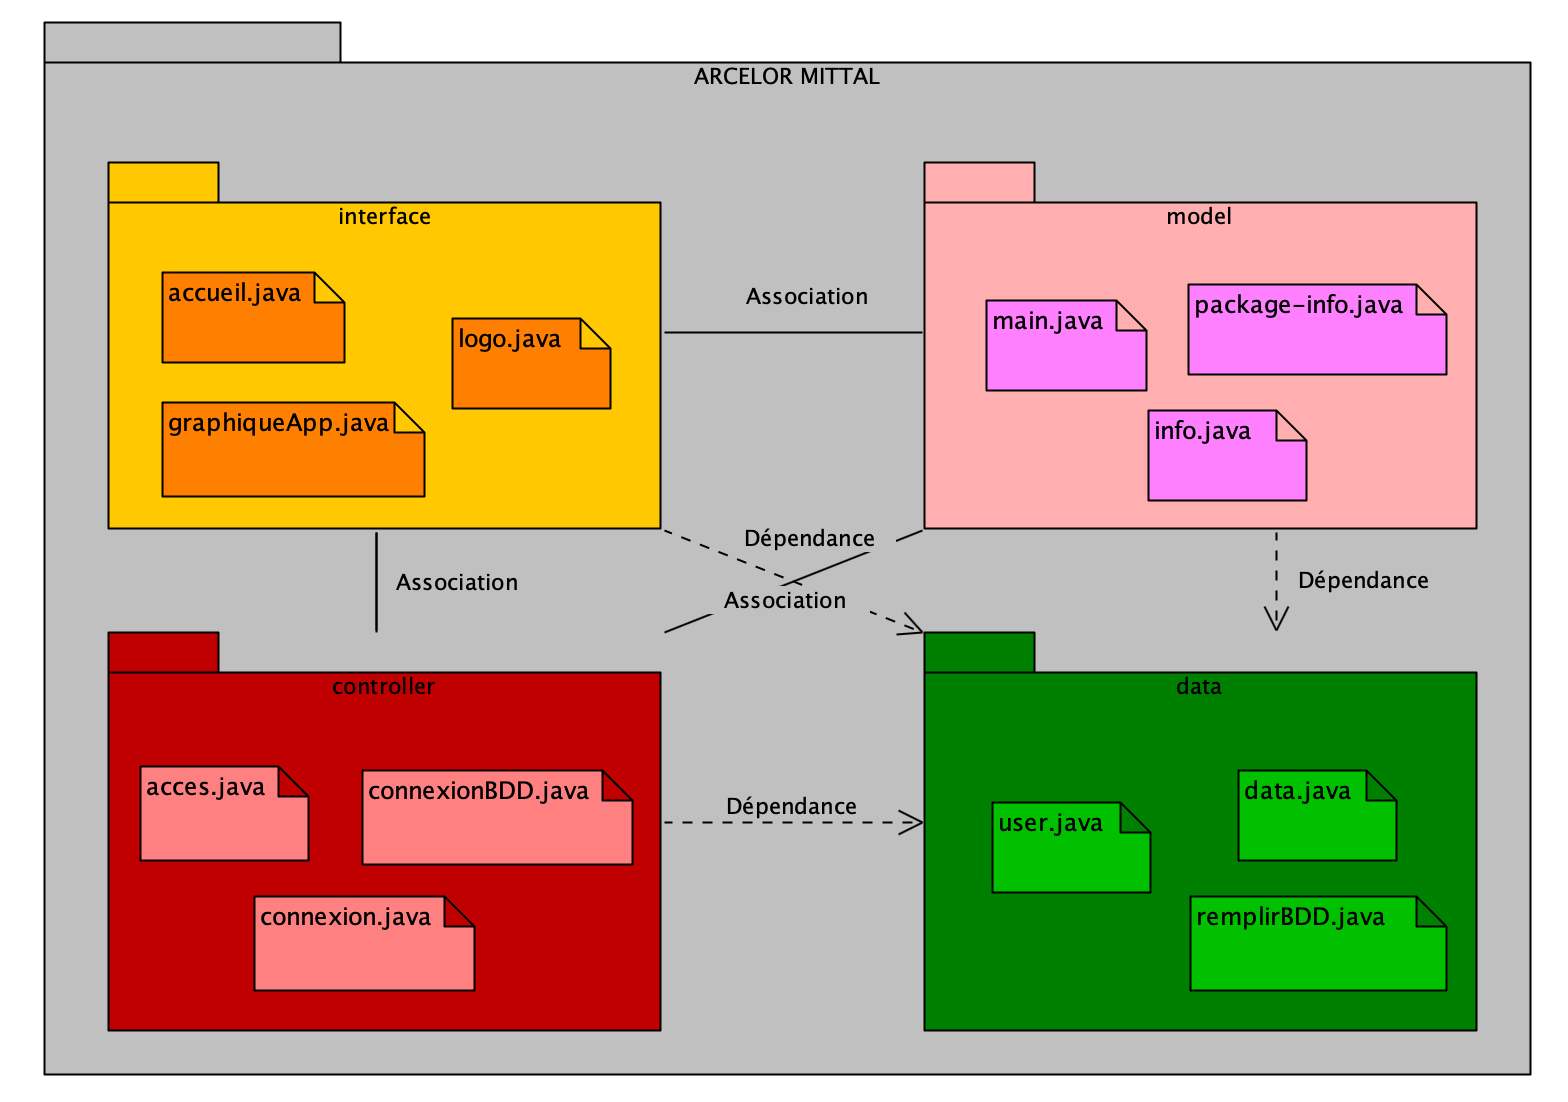 ARCELOR MITTAL
interface
accueil.java
logo.java
graphiqueApp.java
Association
model
main.java
package-info.java
info.java
Association
Dépendance
Association
Dépendance
controller
acces.java
connexionBDD.java
connexion.java
Dépendance
data
user.java
data.java
remplirBDD.java